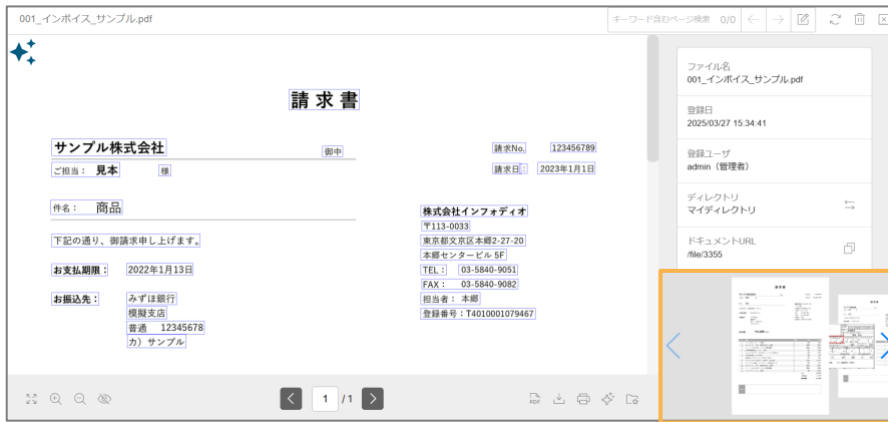 001_インボイス_サンプル.pdf
キーワード含むページ検索 0/0
請求書
サンプル株式会社 御中
請求No. 123456789
ご担当: 見本 様
請求日: 2023年1月1日
件名: 商品
株式会社インフォディオ
〒113-0033
下記の通り、御請求申し上げます。
東京都文京区本郷2-27-20
本郷センタービル 5F
お支払期限: 2022年1月13日
TEL: 03-5840-9051
FAX: 03-5840-9082
お振込先: みずほ銀行
担当者: 本郷
模擬支店
登録番号:T4010001079467
普通 12345678
カ) サンプル
ファイル名
001_インボイス_サンプル.pdf
登録日
2025/03/27 15:34:41
登録ユーザ
admin(管理者)
ディレクトリ
マイディレクトリ
ドキュメントURL
/file/3355
1 /1
PDF